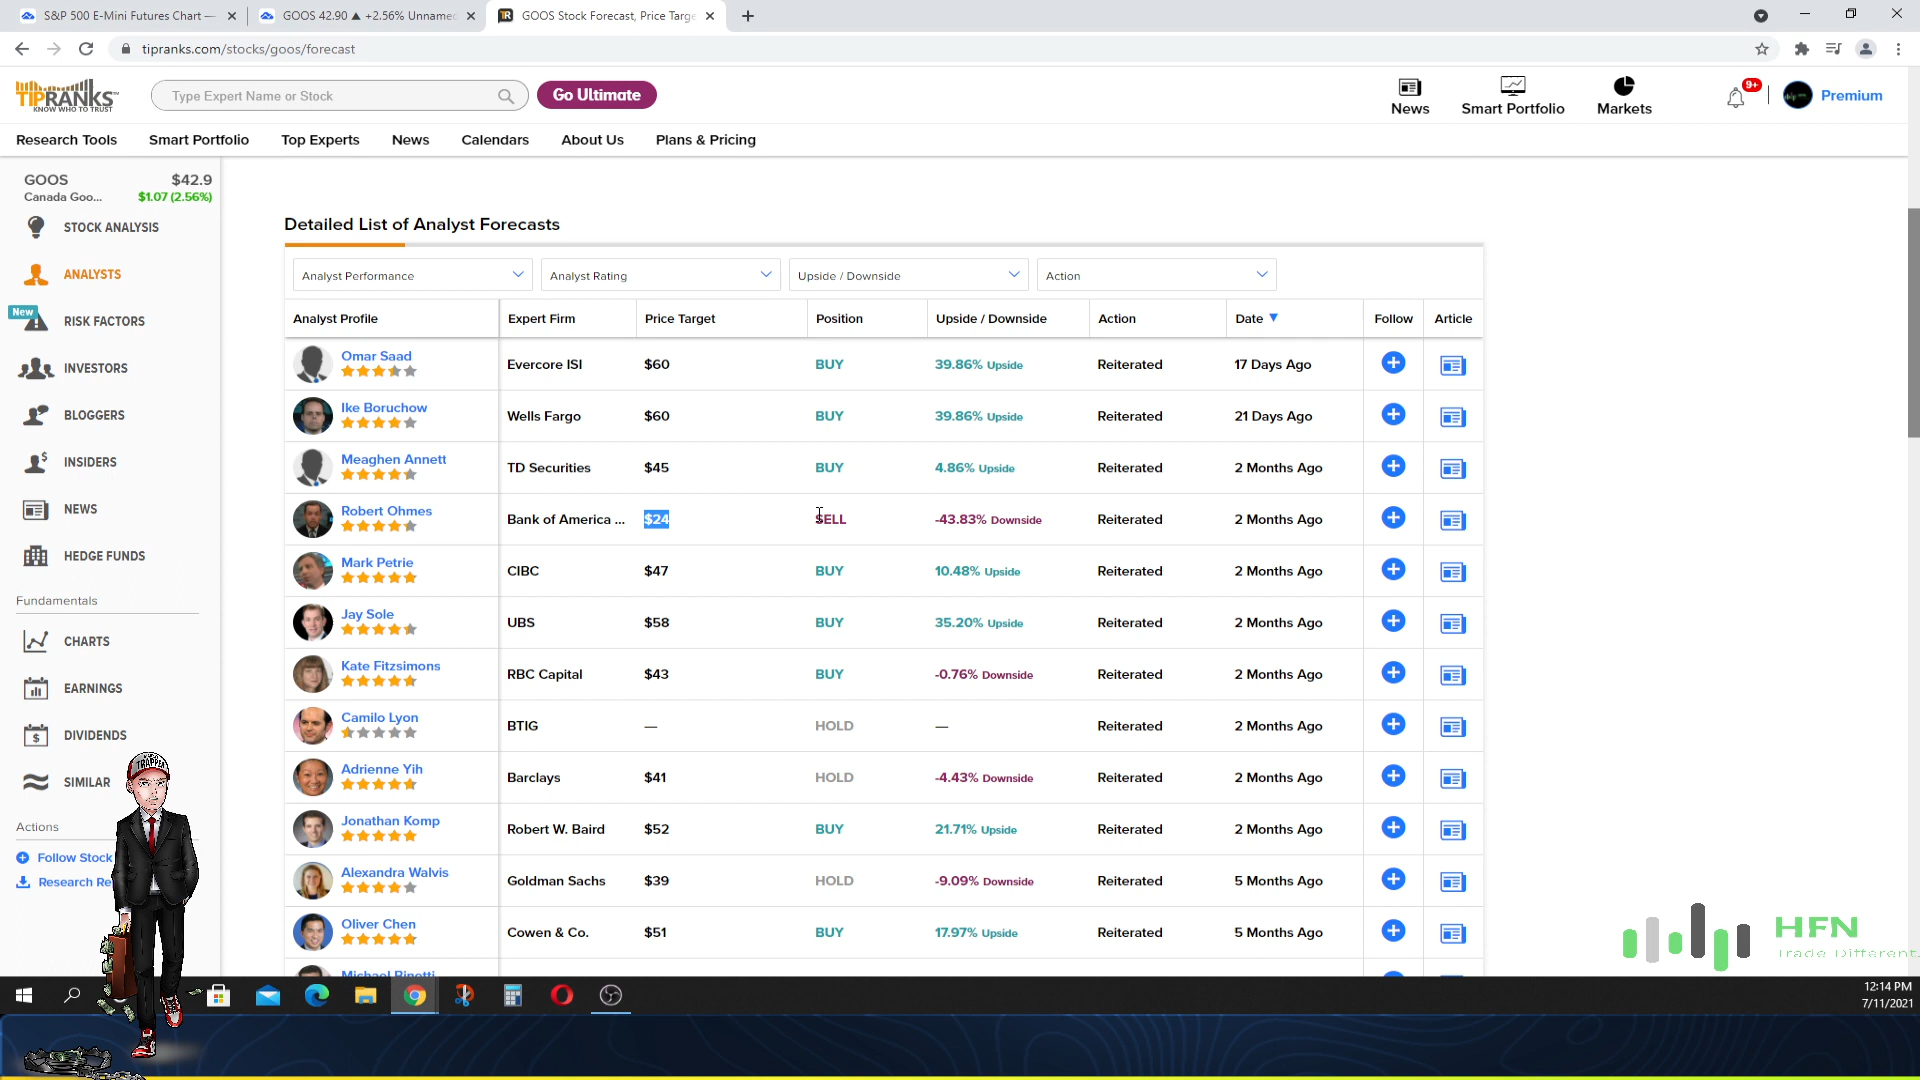 S&P 500 E-Mini Futures Chart —
GOOS 42.90 ▲ +2.56% Unnamed
GOOS Stock Forecast, Price Targe
tipranks.com/stocks/goos/forecast
TIPRANKS
KNOW WHO TO TRUST
Type Expert Name or Stock
Go Ultimate
News
Smart Portfolio
Markets
9+
Premium
Research Tools
Smart Portfolio
Top Experts
News
Calendars
About Us
Plans & Pricing
GOOS $42.9
Canada Goo... $1.07 (2.56%)
STOCK ANALYSIS
ANALYSTS
New
RISK FACTORS
INVESTORS
BLOGGERS
INSIDERS
NEWS
HEDGE FUNDS
Fundamentals
CHARTS
EARNINGS
DIVIDENDS
SIMILAR
Actions
Follow Stock
Research Re
TRAPPER
Detailed List of Analyst Forecasts
Analyst Performance Analyst Rating Upside / Downside Action
Analyst Profile Expert Firm Price Target Position Upside / Downside Action Date ▼ Follow Article
Omar Saad Evercore ISI $60 BUY 39.86% Upside Reiterated 17 Days Ago
Ike Boruchow Wells Fargo $60 BUY 39.86% Upside Reiterated 21 Days Ago
Meaghen Annett TD Securities $45 BUY 4.86% Upside Reiterated 2 Months Ago
Robert Ohmes Bank of America ... $24 SELL -43.83% Downside Reiterated 2 Months Ago
Mark Petrie CIBC $47 BUY 10.48% Upside Reiterated 2 Months Ago
Jay Sole UBS $58 BUY 35.20% Upside Reiterated 2 Months Ago
Kate Fitzsimons RBC Capital $43 BUY -0.76% Downside Reiterated 2 Months Ago
Camilo Lyon BTIG — HOLD — Reiterated 2 Months Ago
Adrienne Yih Barclays $41 HOLD -4.43% Downside Reiterated 2 Months Ago
Jonathan Komp Robert W. Baird $52 BUY 21.71% Upside Reiterated 2 Months Ago
Alexandra Walvis Goldman Sachs $39 HOLD -9.09% Downside Reiterated 5 Months Ago
Oliver Chen Cowen & Co. $51 BUY 17.97% Upside Reiterated 5 Months Ago
Michael Binetti
HFN
Trade Different.
12:14 PM
7/11/2021